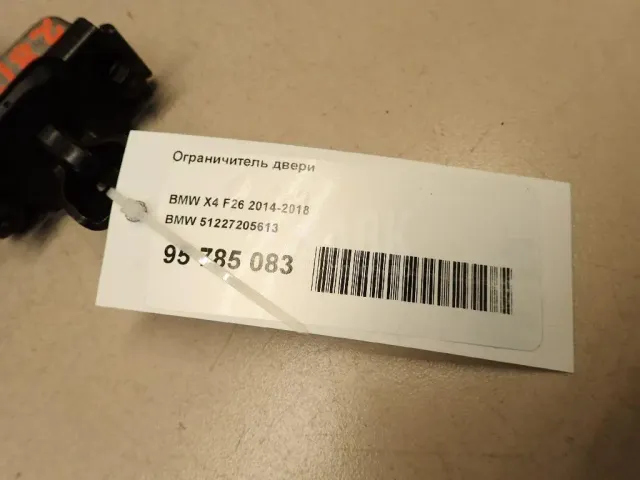 Ограничитель двери
BMW X4 F26 2014-2018
BMW 51227205613
95 785 083